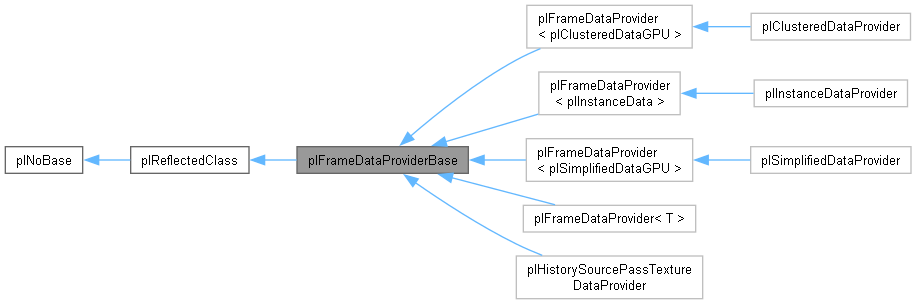 plNoBase
plReflectedClass
plFrameDataProviderBase
plFrameDataProvider
< plClusteredDataGPU >
plClusteredDataProvider
plFrameDataProvider
< plInstanceData >
plInstanceDataProvider
plFrameDataProvider
< plSimplifiedDataGPU >
plSimplifiedDataProvider
plFrameDataProvider< T >
plHistorySourcePassTexture
DataProvider